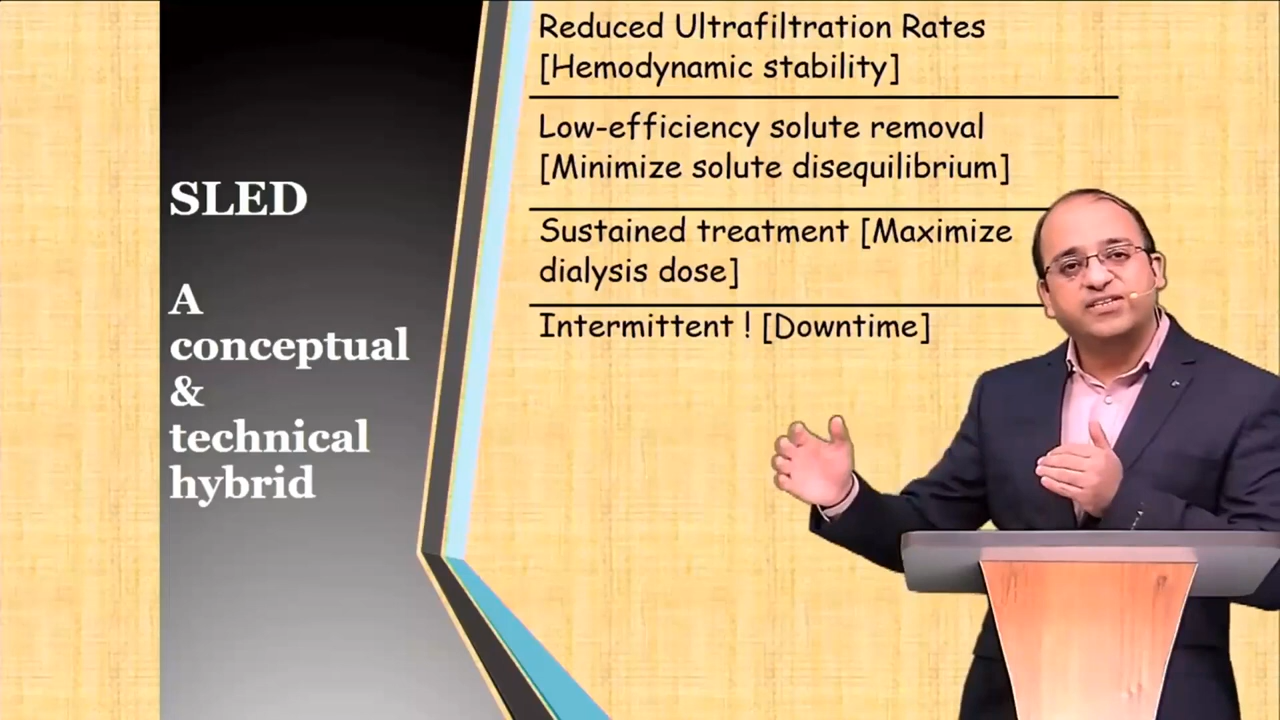 SLED
A
conceptual
&
technical
hybrid
Reduced Ultrafiltration Rates
[Hemodynamic stability]
Low-efficiency solute removal
[Minimize solute disequilibrium]
Sustained treatment [Maximize
dialysis dose]
Intermittent ! [Downtime]